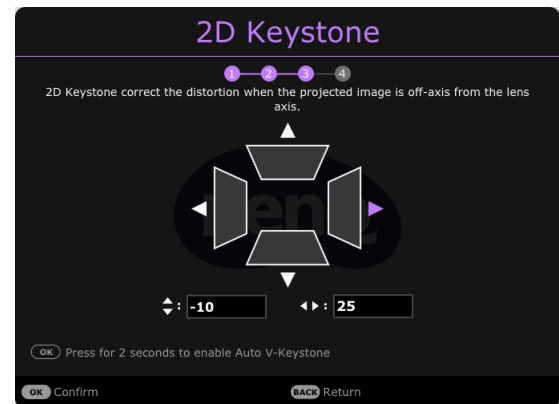 2D Keystone
1 2 3 4
2D Keystone correct the distortion when the projected image is off-axis from the lens
axis.
BenQ
: -10 : 25
OK Press for 2 seconds to enable Auto V-Keystone
OK Confirm BACK Return